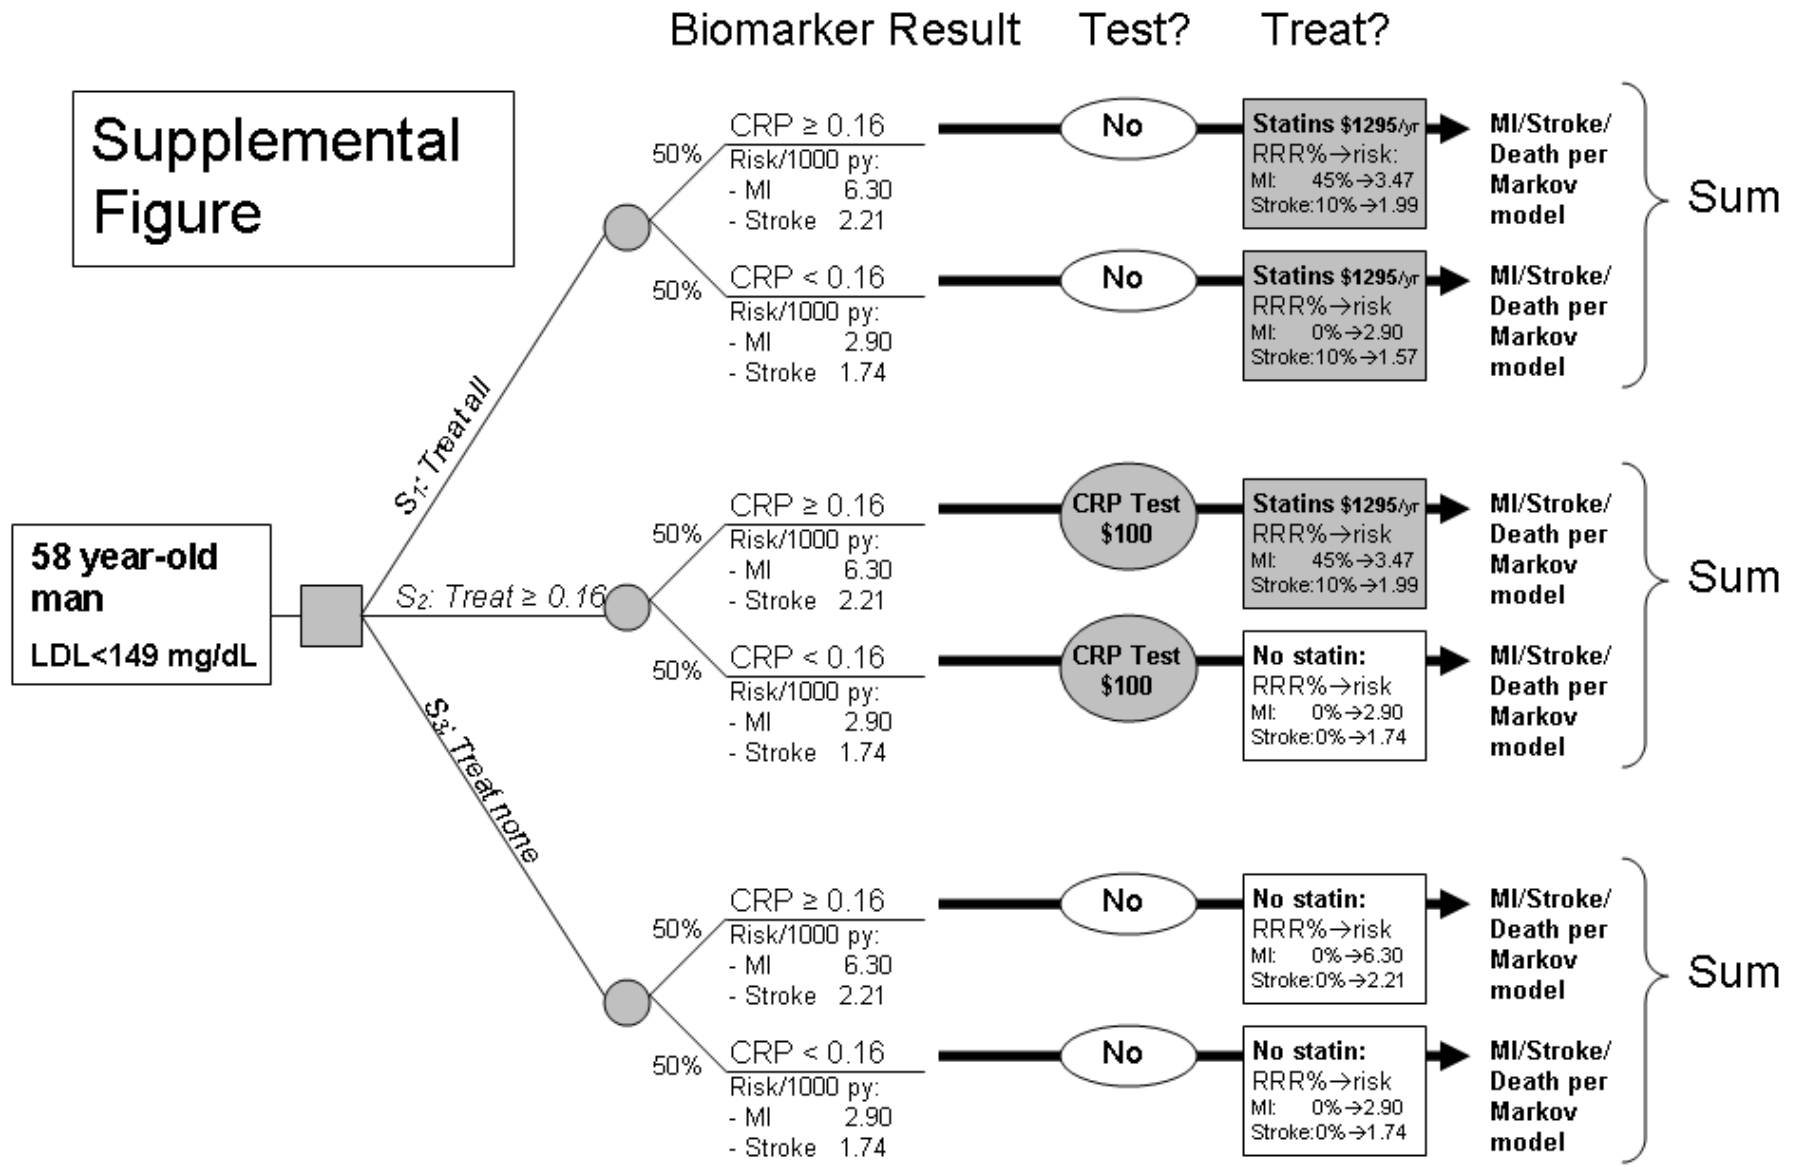 Biomarker Result Test? Treat?
Supplemental
Figure
50%
CRP ≥ 0.16
Risk/1000 py:
- MI 6.30
- Stroke 2.21
No
Statins $1295/yr
RRR%→risk:
MI: 45%→3.47
Stroke:10%→1.99
MI/Stroke/
Death per
Markov
model
50%
CRP < 0.16
Risk/1000 py:
- MI 2.90
- Stroke 1.74
No
Statins $1295/yr
RRR%→risk
MI: 0%→2.90
Stroke:10%→1.57
MI/Stroke/
Death per
Markov
model
Sum
S₁: Treat all
58 year-old
man
LDL<149 mg/dL
S₂: Treat ≥ 0.16
50%
CRP ≥ 0.16
Risk/1000 py:
- MI 6.30
- Stroke 2.21
CRP Test
$100
Statins $1295/yr
RRR%→risk
MI: 45%→3.47
Stroke:10%→1.99
MI/Stroke/
Death per
Markov
model
50%
CRP < 0.16
Risk/1000 py:
- MI 2.90
- Stroke 1.74
CRP Test
$100
No statin:
RRR%→risk
MI: 0%→2.90
Stroke:0%→1.74
MI/Stroke/
Death per
Markov
model
Sum
S₃: Treat none
50%
CRP ≥ 0.16
Risk/1000 py:
- MI 6.30
- Stroke 2.21
No
No statin:
RRR%→risk
MI: 0%→6.30
Stroke:0%→2.21
MI/Stroke/
Death per
Markov
model
50%
CRP < 0.16
Risk/1000 py:
- MI 2.90
- Stroke 1.74
No
No statin:
RRR%→risk
MI: 0%→2.90
Stroke:0%→1.74
MI/Stroke/
Death per
Markov
model
Sum